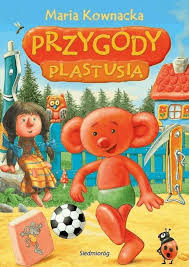 Maria Kownacka
PRZYGODY
PLASTUSIA
Siedmioróg